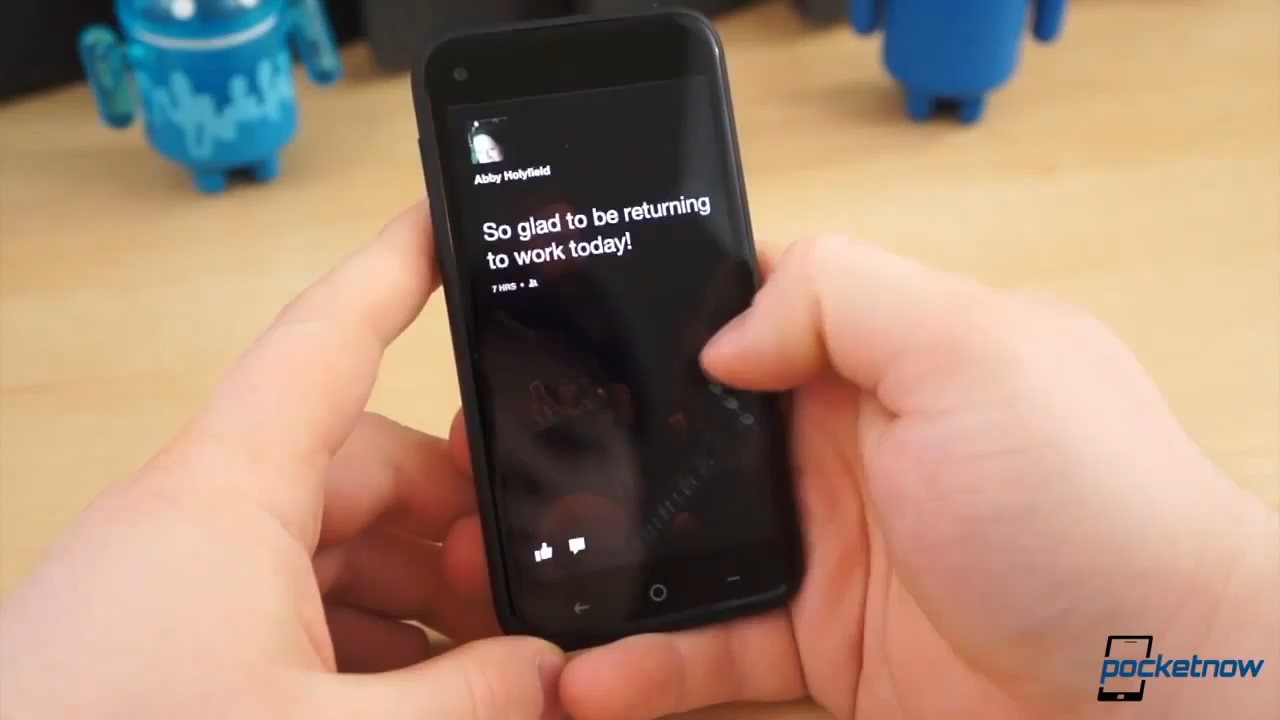 Abby Holyfield
So glad to be returning
to work today!
7 HRS •
pocketnow